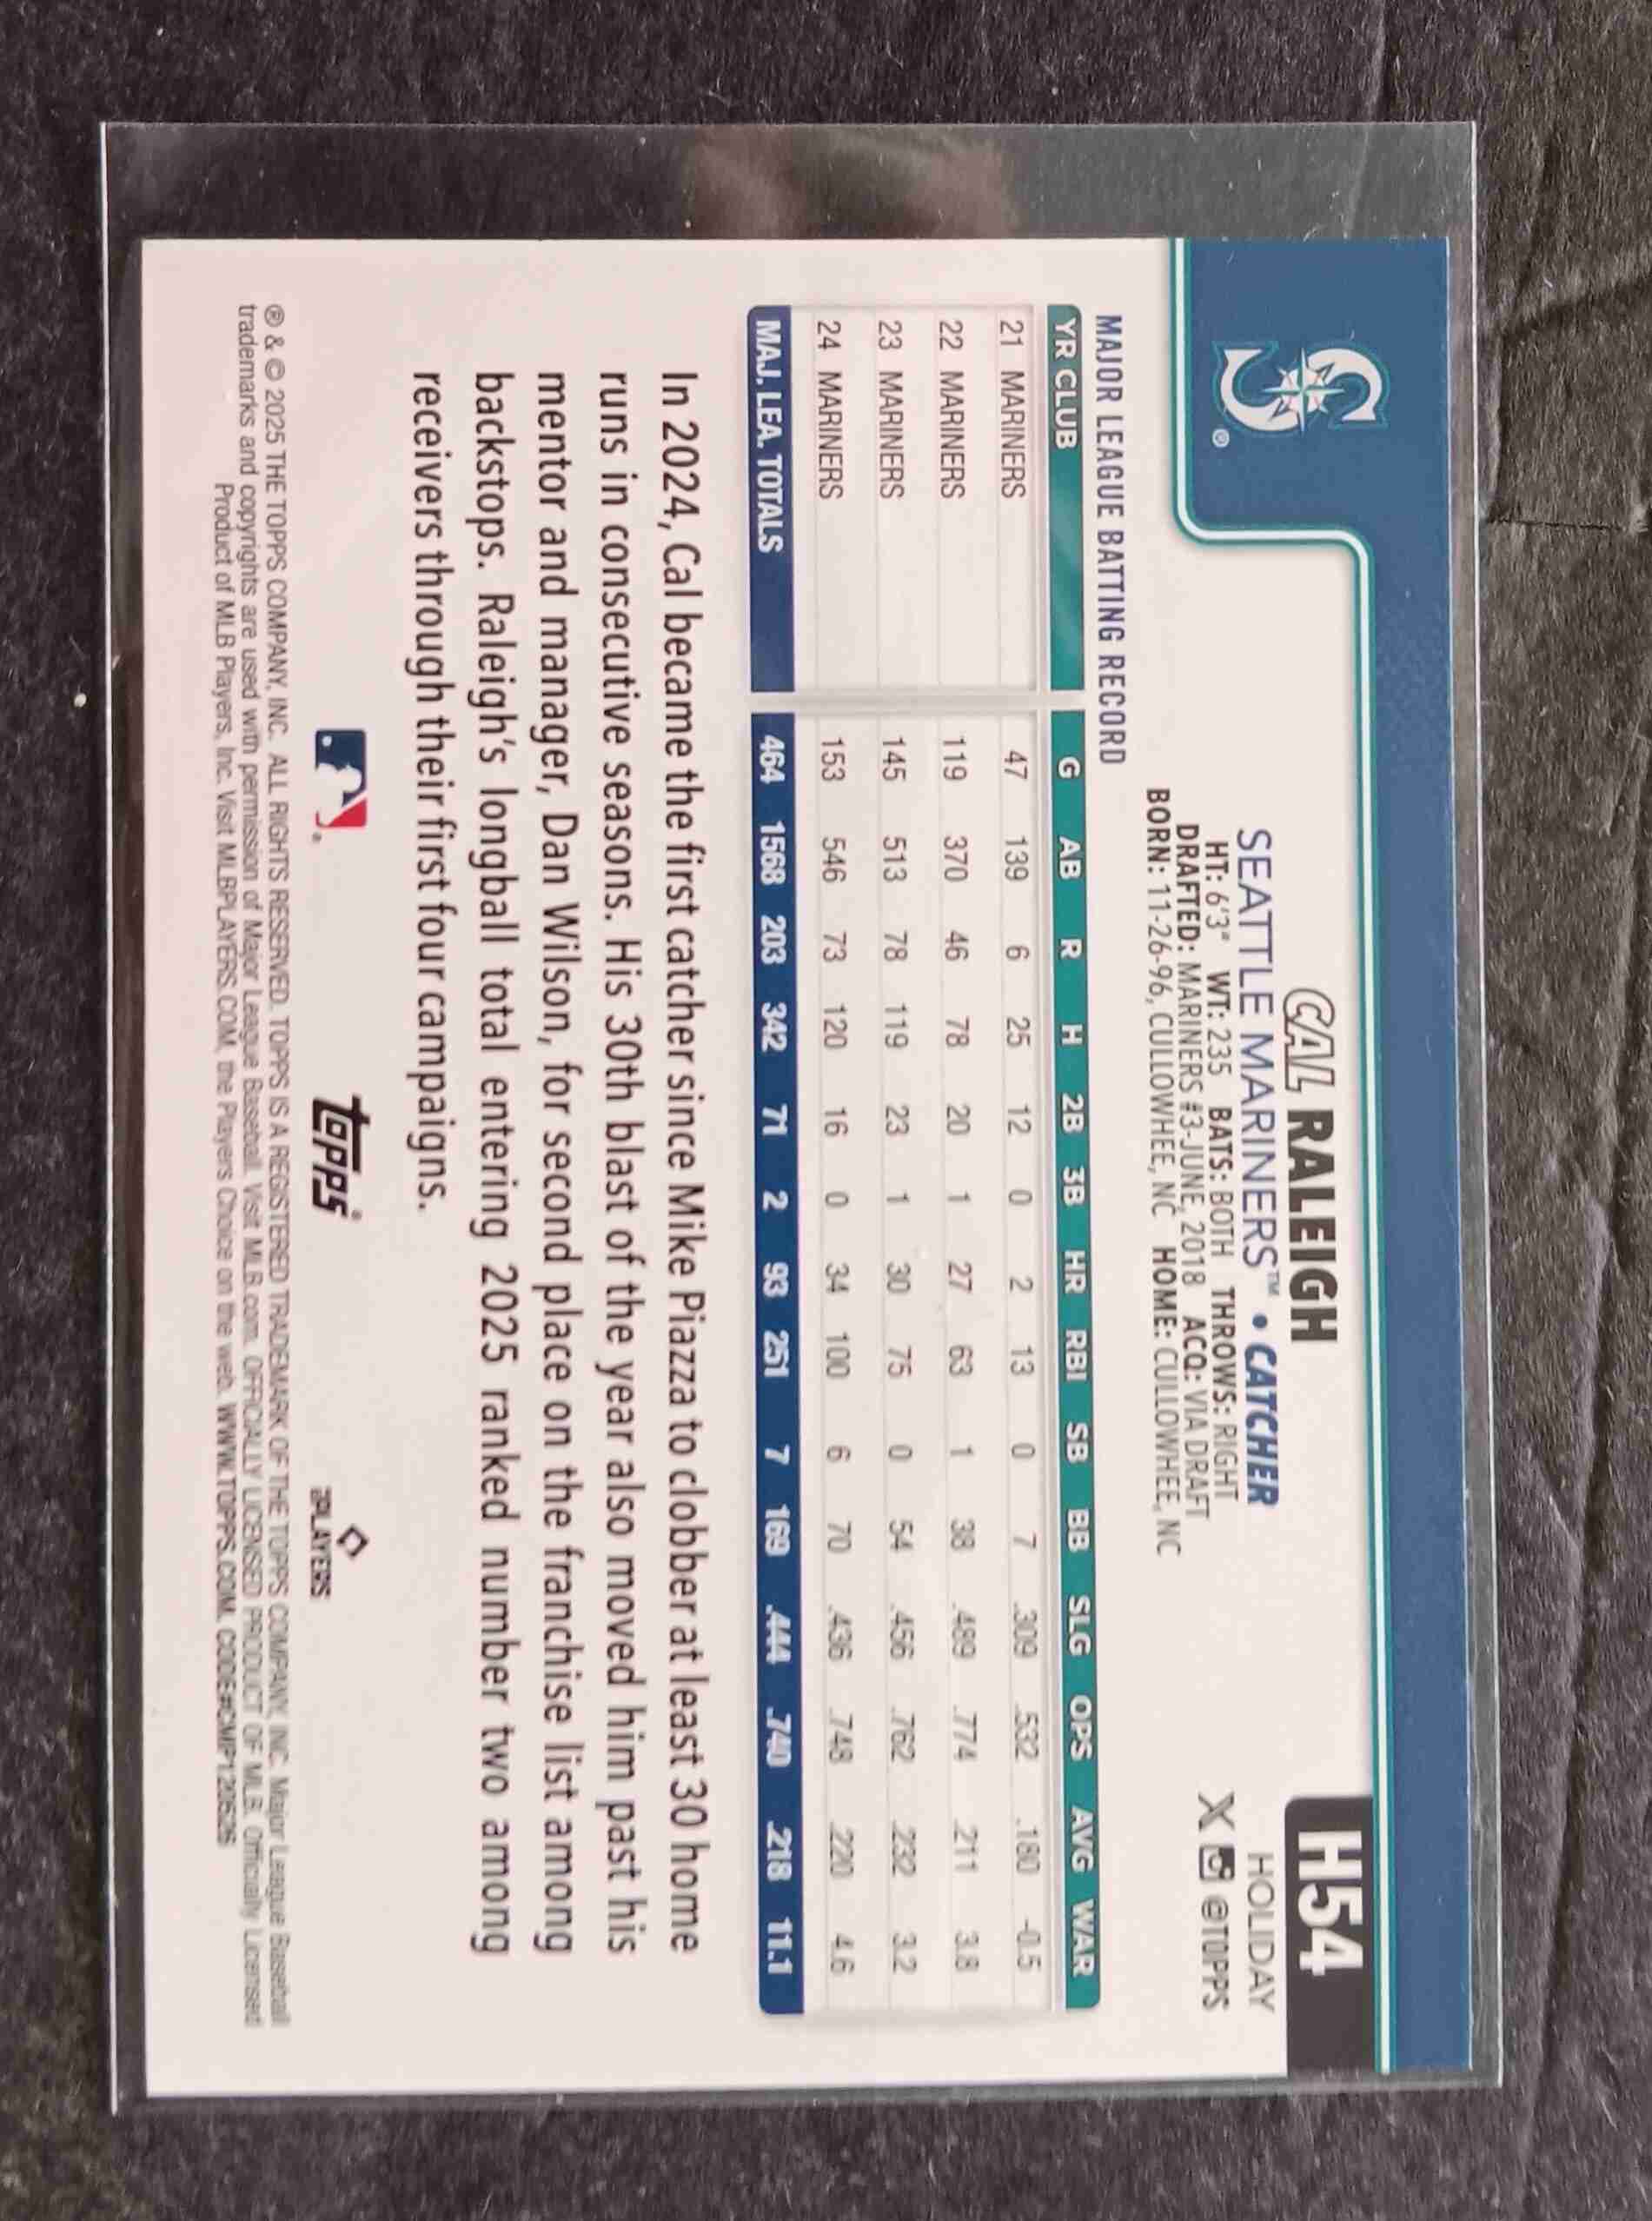 H54
CAL RALEIGH
HOLIDAY
SEATTLE MARINERS™ • CATCHER
X @TOPPS
HT: 6'3" WT: 235 BATS: BOTH THROWS: RIGHT
DRAFTED: MARINERS #3-JUNE, 2018 ACQ: VIA DRAFT
BORN: 11-26-96, CULLOWHEE, NC HOME: CULLOWHEE, NC
S®
MAJOR LEAGUE BATTING RECORD
YR CLUB G AB R H 2B 3B HR RBI SB BB SLG OPS AVG WAR
21 MARINERS 47 139 6 25 12 0 2 13 0 7 .309 .532 .180 -0.5
22 MARINERS 119 370 46 78 20 1 27 63 1 38 .489 .774 .211 3.8
23 MARINERS 145 513 78 119 23 1 30 75 0 54 .456 .762 .232 3.2
24 MARINERS 153 546 73 120 16 0 34 100 6 70 .436 .748 .220 4.6
MAJ. LEA. TOTALS 464 1568 203 342 71 2 93 251 7 169 .444 .740 .218 11.1
In 2024, Cal became the first catcher since Mike Piazza to clobber at least 30 home
runs in consecutive seasons. His 30th blast of the year also moved him past his
mentor and manager, Dan Wilson, for second place on the franchise list among
backstops. Raleigh's longball total entering 2025 ranked number two among
receivers through their first four campaigns.
topps®
PLAYERS
® & © 2025 THE TOPPS COMPANY, INC. ALL RIGHTS RESERVED. TOPPS IS A REGISTERED TRADEMARK OF THE TOPPS COMPANY, INC. Major League Baseball
trademarks and copyrights are used with permission of Major League Baseball. Visit MLB.com. OFFICIALLY LICENSED PRODUCT OF MLB. Officially Licensed
Product of MLB Players, Inc. Visit MLBPLAYERS.COM, the Players Choice on the web. WWW.TOPPS.COM. CODE#CMP120526